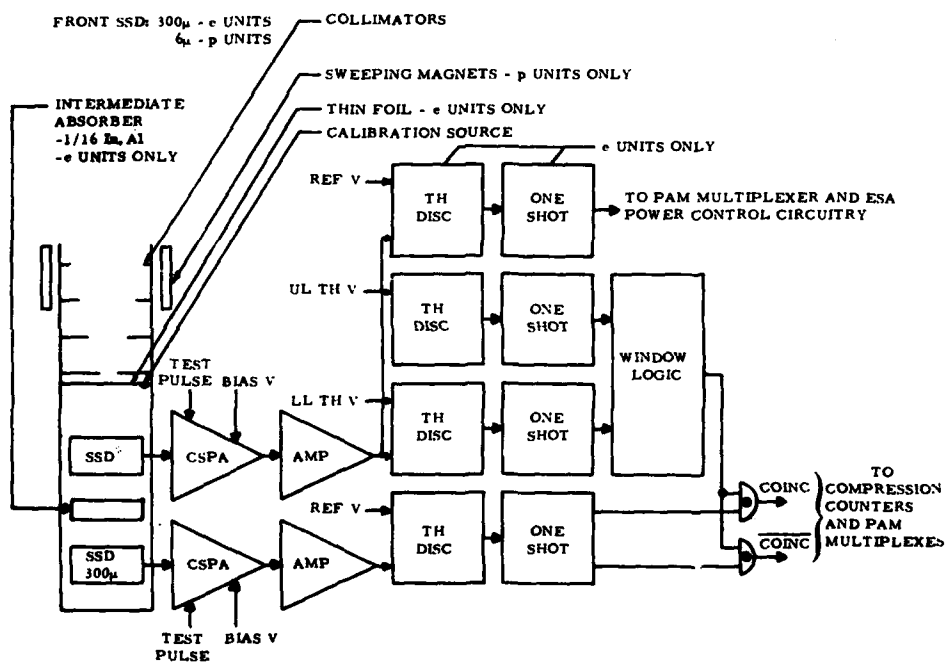 FRONT SSD: 300μ - e UNITS
6μ - p UNITS
COLLIMATORS
SWEEPING MAGNETS - p UNITS ONLY
INTERMEDIATE
ABSORBER
-1/16 In, Al
-e UNITS ONLY
THIN FOIL - e UNITS ONLY
CALIBRATION SOURCE
e UNITS ONLY
REF V
TH
DISC
ONE
SHOT
TO PAM MULTIPLEXER AND ESA
POWER CONTROL CIRCUITRY
UL TH V
TH
DISC
ONE
SHOT
WINDOW
LOGIC
TEST
PULSE
BIAS V
LL TH V
TH
DISC
ONE
SHOT
SSD
CSPA
AMP
REF V
TH
DISC
ONE
SHOT
COINC
COINC
TO
COMPRESSION
COUNTERS
AND PAM
MULTIPLEXES
SSD
300μ
CSPA
AMP
TEST
PULSE
BIAS V